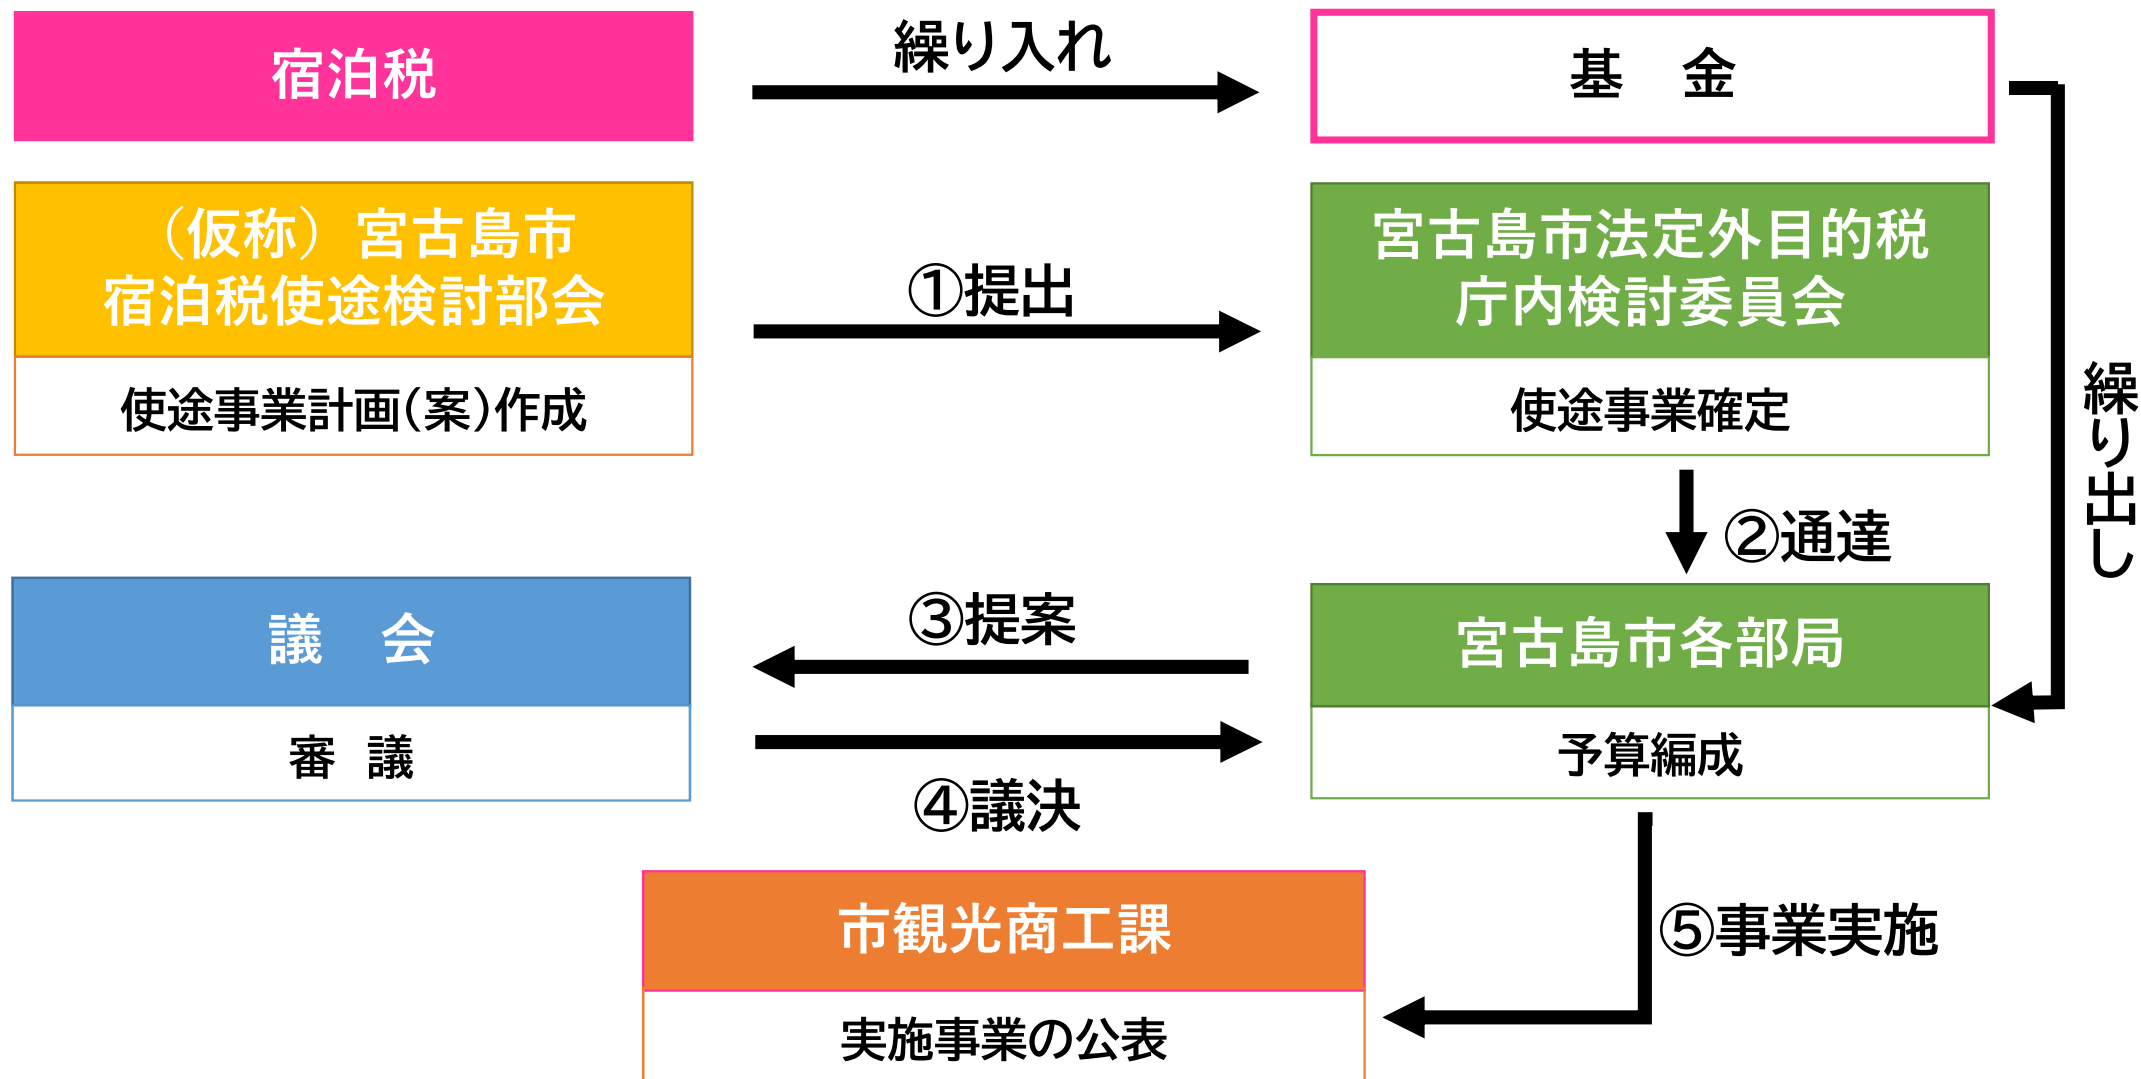 宿泊税
繰り入れ
基　金
（仮称）宮古島市
宿泊税使途検討部会
使途事業計画（案）作成
①提出
宮古島市法定外目的税
庁内検討委員会
使途事業確定
繰り出し
②通達
議　会
審　議
③提案
④議決
宮古島市各部局
予算編成
⑤事業実施
市観光商工課
実施事業の公表